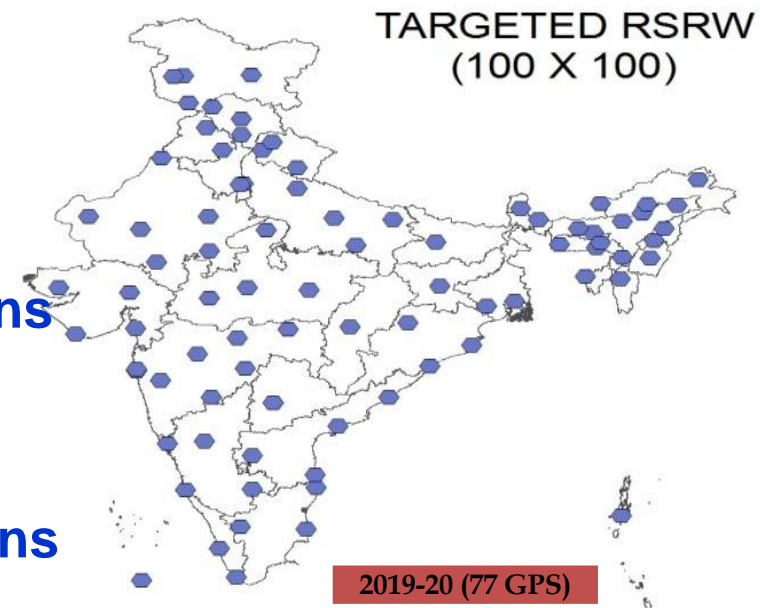 TARGETED RSRW
(100 X 100)
ns
ns
2019-20 (77 GPS)